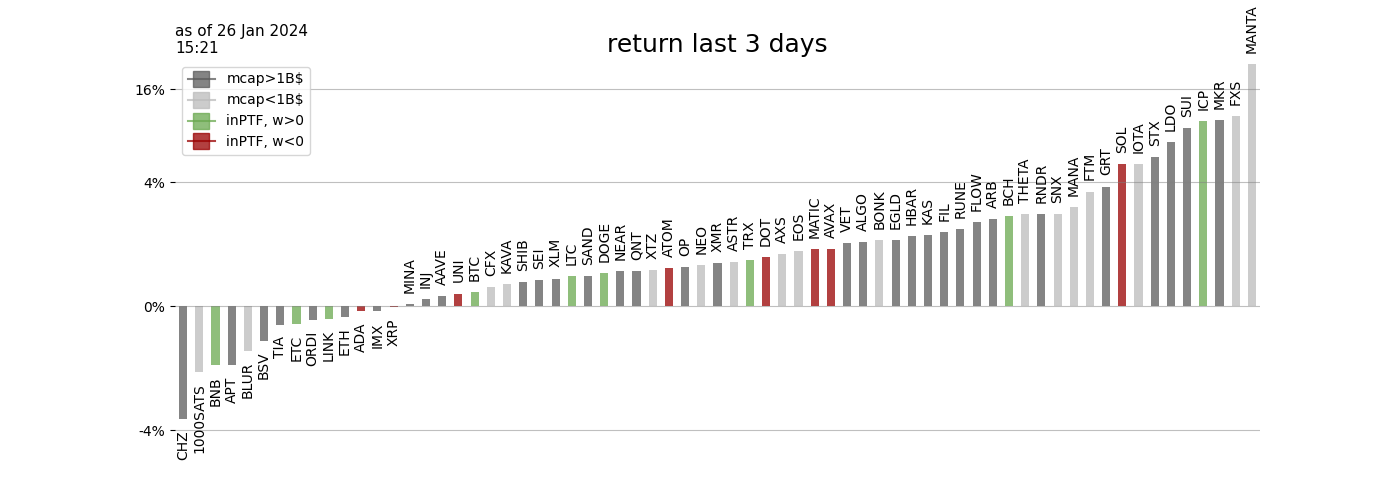 as of 26 Jan 2024
15:21
return last 3 days
mcap>1B$
mcap<1B$
inPTF, w>0
inPTF, w<0
16%
4%
0%
-4%
CHZ
1000SATS
BNB
APT
BLUR
BSV
TIA
ETC
ORDI
LINK
ETH
ADA
IMX
XRP
MINA
INJ
AAVE
UNI
BTC
CFX
KAVA
SHIB
SEI
XLM
LTC
SAND
DOGE
NEAR
QNT
XTZ
ATOM
OP
NEO
XMR
ASTR
TRX
DOT
AXS
EOS
MATIC
AVAX
VET
ALGO
BONK
EGLD
HBAR
KAS
FIL
RUNE
FLOW
ARB
BCH
THETA
RNDR
SNX
MANA
FTM
GRT
SOL
IOTA
STX
LDO
SUI
ICP
MKR
FXS
MANTA